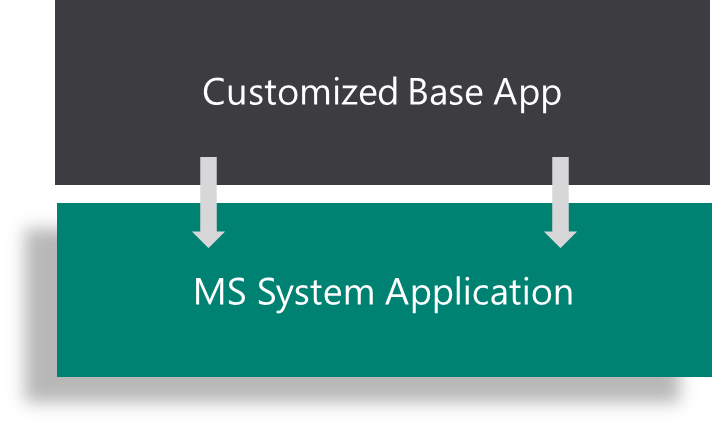 Customized Base App
MS System Application